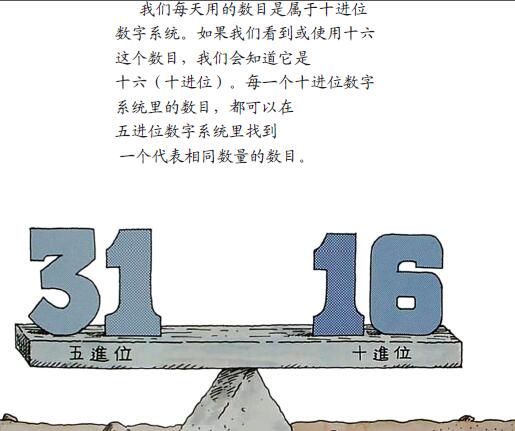 我们每天用的数目是属于十进位
数字系统。如果我们看到或使用十六
这个数目，我们会知道它是
十六（十进位）。每一个十进位数字
系统里的数目，都可以在
五进位数字系统里找到
一个代表相同数量的数目。
31 16
五進位 十進位